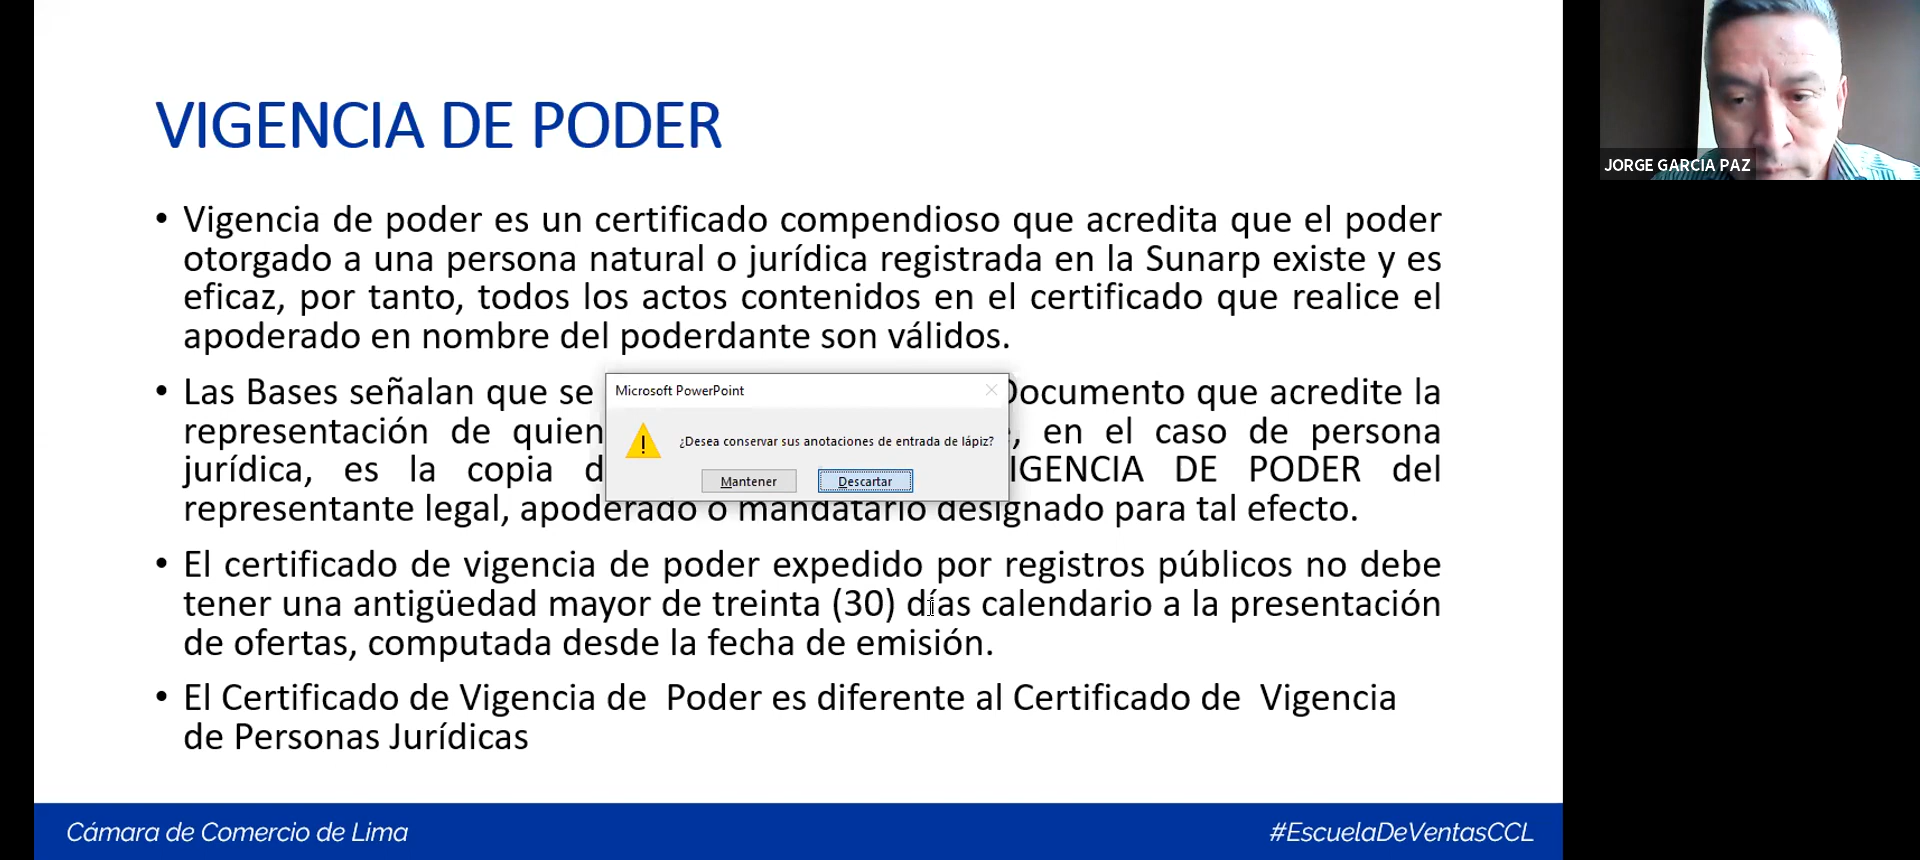 VIGENCIA DE PODER
JORGE GARCIA PAZ
• Vigencia de poder es un certificado compendioso que acredita que el poder
otorgado a una persona natural o jurídica registrada en la Sunarp existe y es
eficaz, por tanto, todos los actos contenidos en el certificado que realice el
apoderado en nombre del poderdante son válidos.
• Las Bases señalan que se Documento que acredite la
representación de quien en el caso de persona
jurídica, es la copia DE PODER del
representante legal, apoderado o mandatario designado para tal efecto.
Microsoft PowerPoint
¿Desea conservar sus anotaciones de entrada de lápiz?
Mantener Descartar
• El certificado de vigencia de poder expedido por registros públicos no debe
tener una antigüedad mayor de treinta (30) días calendario a la presentación
de ofertas, computada desde la fecha de emisión.
• El Certificado de Vigencia de Poder es diferente al Certificado de Vigencia
de Personas Jurídicas
Cámara de Comercio de Lima #EscuelaDeVentasCCL